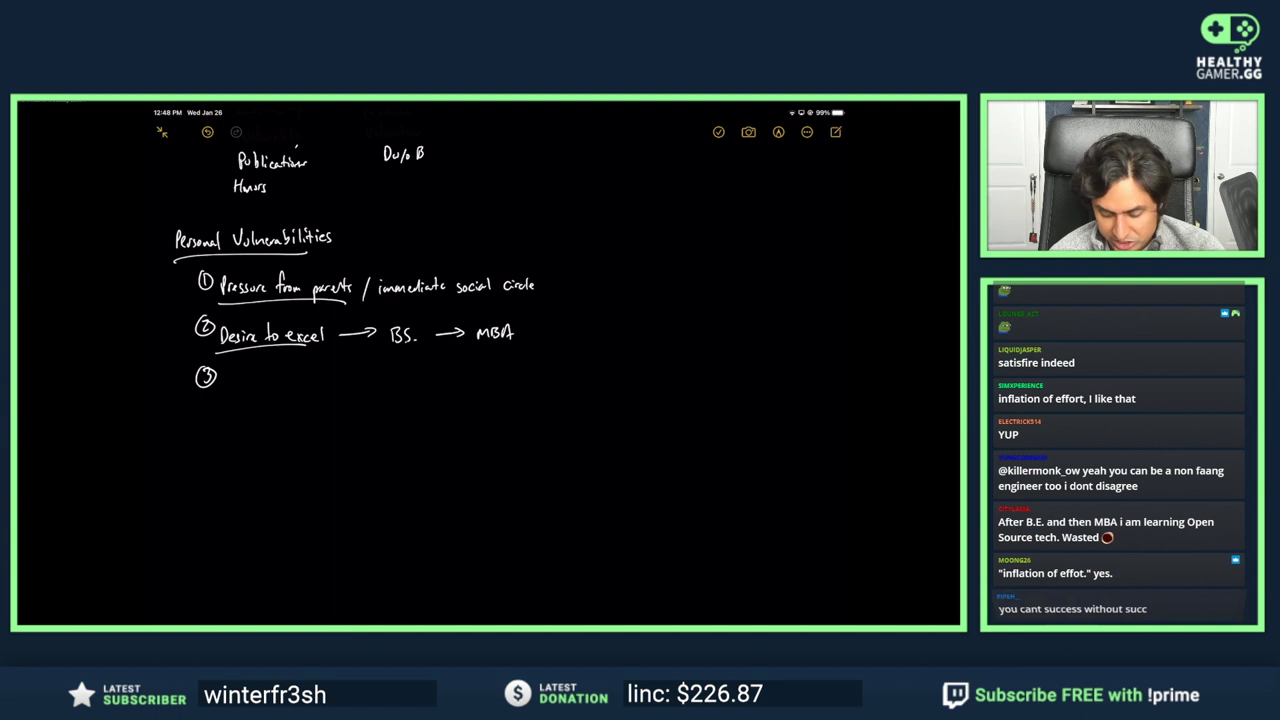 HEALTHY
GAMER.GG
12:48 PM Wed Jan 26
99%
Publications
Honors
Personal Vulnerabilities
① Pressure from parents / immediate social circle
② Desire to excel → BS. → MBA
③
LOUNGE_ACT
LIQUIDJASPER
satisfire indeed
SIMXPERIENCE
inflation of effort, I like that
ELECTRICK514
YUP
@killermonk_ow yeah you can be a non faang
engineer too i dont disagree
After B.E. and then MBA i am learning Open
Source tech. Wasted
MOONG26
"inflation of effot." yes.
you cant success without succ
LATEST
SUBSCRIBER
winterfr3sh
LATEST
DONATION
linc: $226.87
Subscribe FREE with !prime